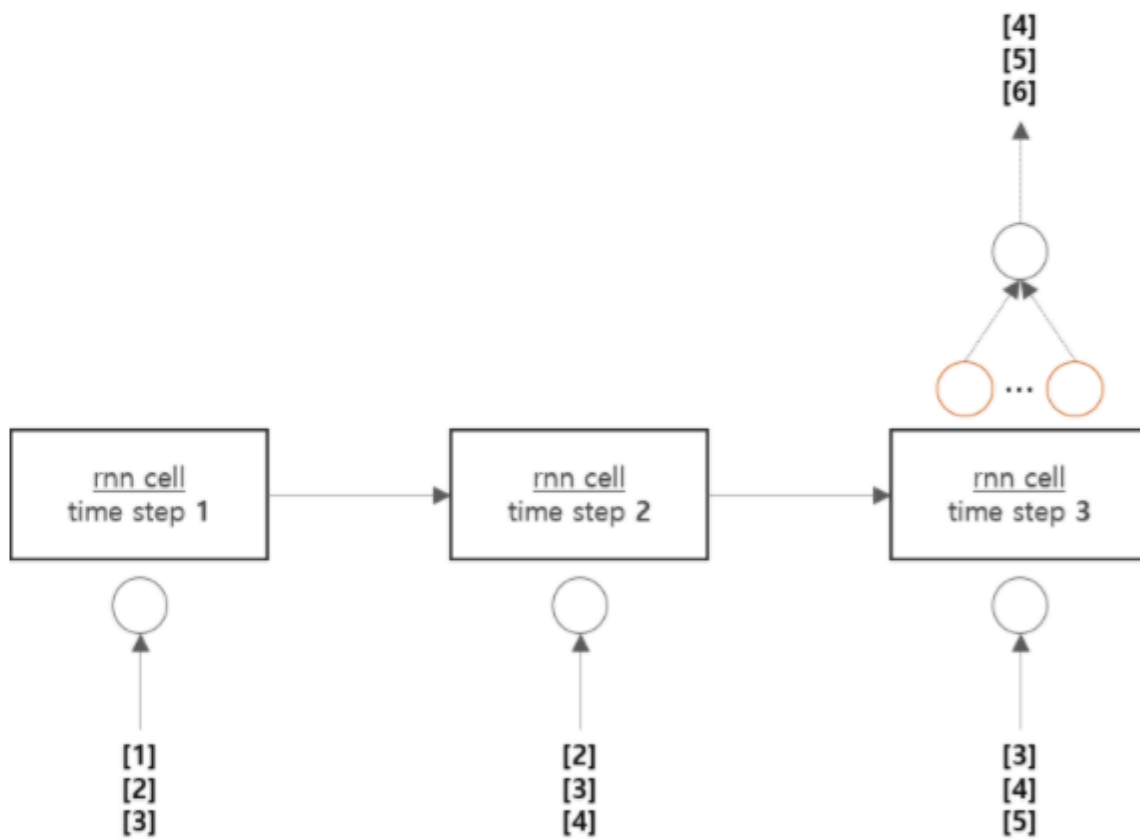 [4]
[5]
[6]
...
rnn cell
time step 1
rnn cell
time step 2
rnn cell
time step 3
[1]
[2]
[3]
[2]
[3]
[4]
[3]
[4]
[5]